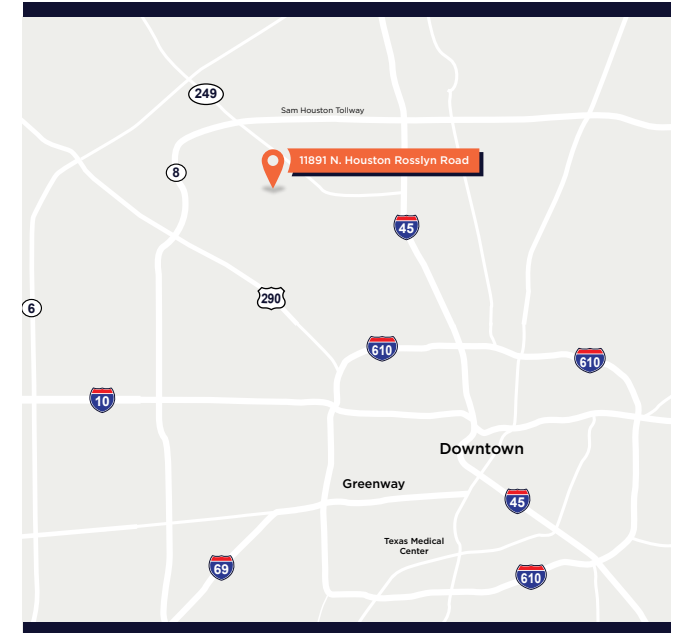 249
Sam Houston Tollway
11891 N. Houston Rosslyn Road
8
45
290
6
610
610
10
Downtown
Greenway
45
Texas Medical
Center
69
610